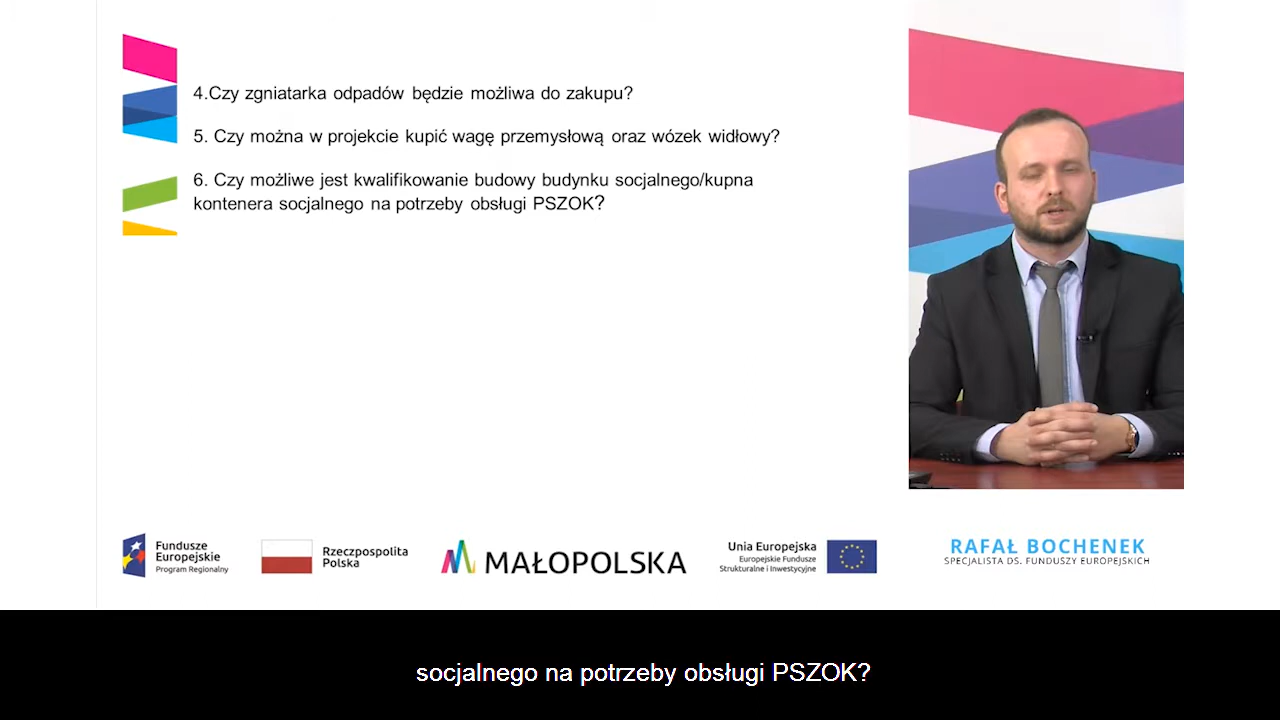 4.Czy zgniatarka odpadów będzie możliwa do zakupu?
5. Czy można w projekcie kupić wagę przemysłową oraz wózek widłowy?
6. Czy możliwe jest kwalifikowanie budowy budynku socjalnego/kupna
kontenera socjalnego na potrzeby obsługi PSZOK?
Fundusze
Europejskie
Program Regionalny
Rzeczpospolita
Polska
MAŁOPOLSKA
Unia Europejska
Europejskie Fundusze
Strukturalne i Inwestycyjne
RAFAŁ BOCHENEK
SPECJALISTA DS. FUNDUSZY EUROPEJSKICH
socjalnego na potrzeby obsługi PSZOK?